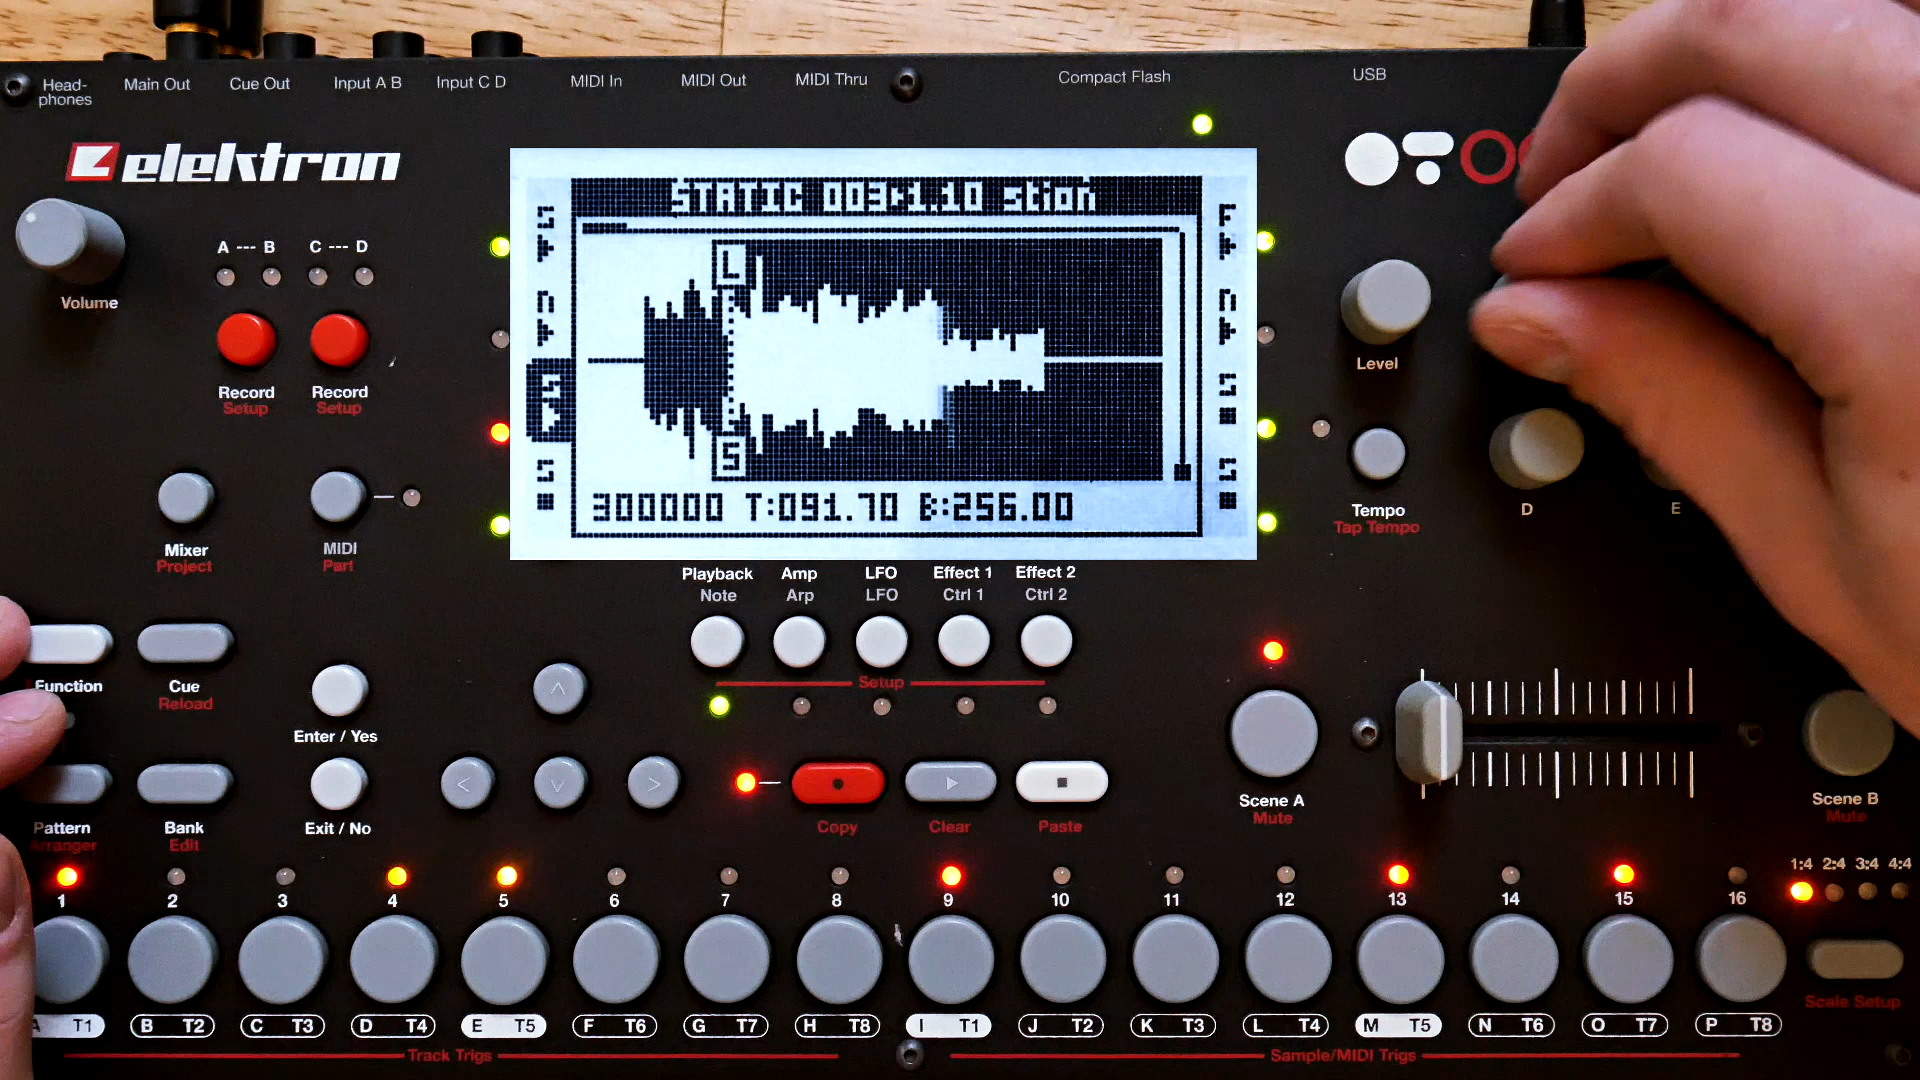 Head-
phones
Main Out
Cue Out
Input A B
Input C D
MIDI In
MIDI Out
MIDI Thru
Compact Flash
USB
elektron
Volume
A --- B
C --- D
Record
Setup
Record
Setup
L
S
300000 T:091.70 B:256.00
Level
D
E
Tempo
Tap Tempo
Mixer
Project
MIDI
Part
Playback
Note
Amp
Arp
LFO
LFO
Effect 1
Ctrl 1
Effect 2
Ctrl 2
Setup
Function
Cue
Reload
Enter / Yes
Exit / No
Pattern
Arranger
Bank
Edit
Copy
Clear
Paste
Scene A
Mute
Scene B
Mute
1:4 2:4 3:4 4:4
1 2 3 4 5 6 7 8 9 10 11 12 13 14 15 16
A T1 B T2 C T3 D T4 E T5 F T6 G T7 H T8 I T1 J T2 K T3 L T4 M T5 N T6 O T7 P T8
Scale Setup
Track Trigs
Sample/MIDI Trigs